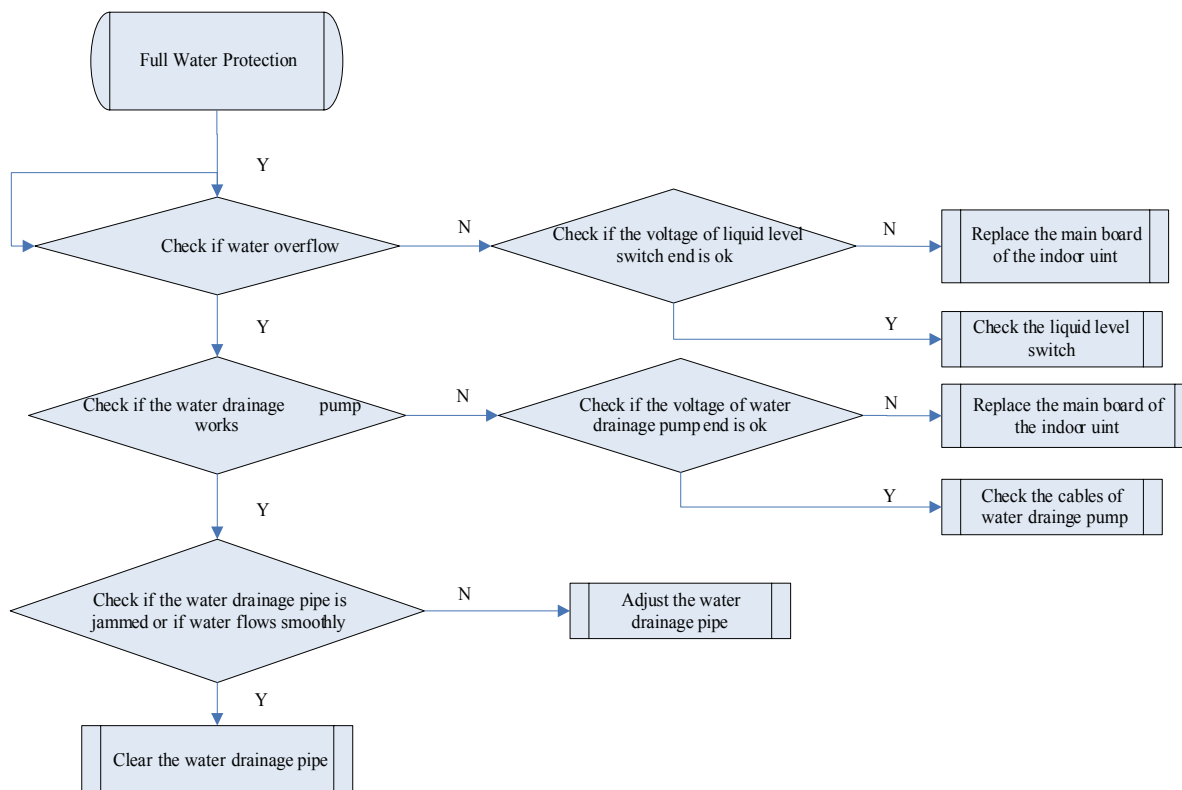 Full Water Protection
Y
Check if water overflow
N
Check if the voltage of liquid level
switch end is ok
N
Replace the main board
of the indoor uint
Y
Check the liquid level
switch
Y
Check if the water drainage pump
works
N
Check if the voltage of water
drainage pump end is ok
N
Replace the main board of
the indoor uint
Y
Check the cables of
water drainge pump
Y
Check if the water drainage pipe is
jammed or if water flows smoothly
N
Adjust the water
drainage pipe
Y
Clear the water drainage pipe